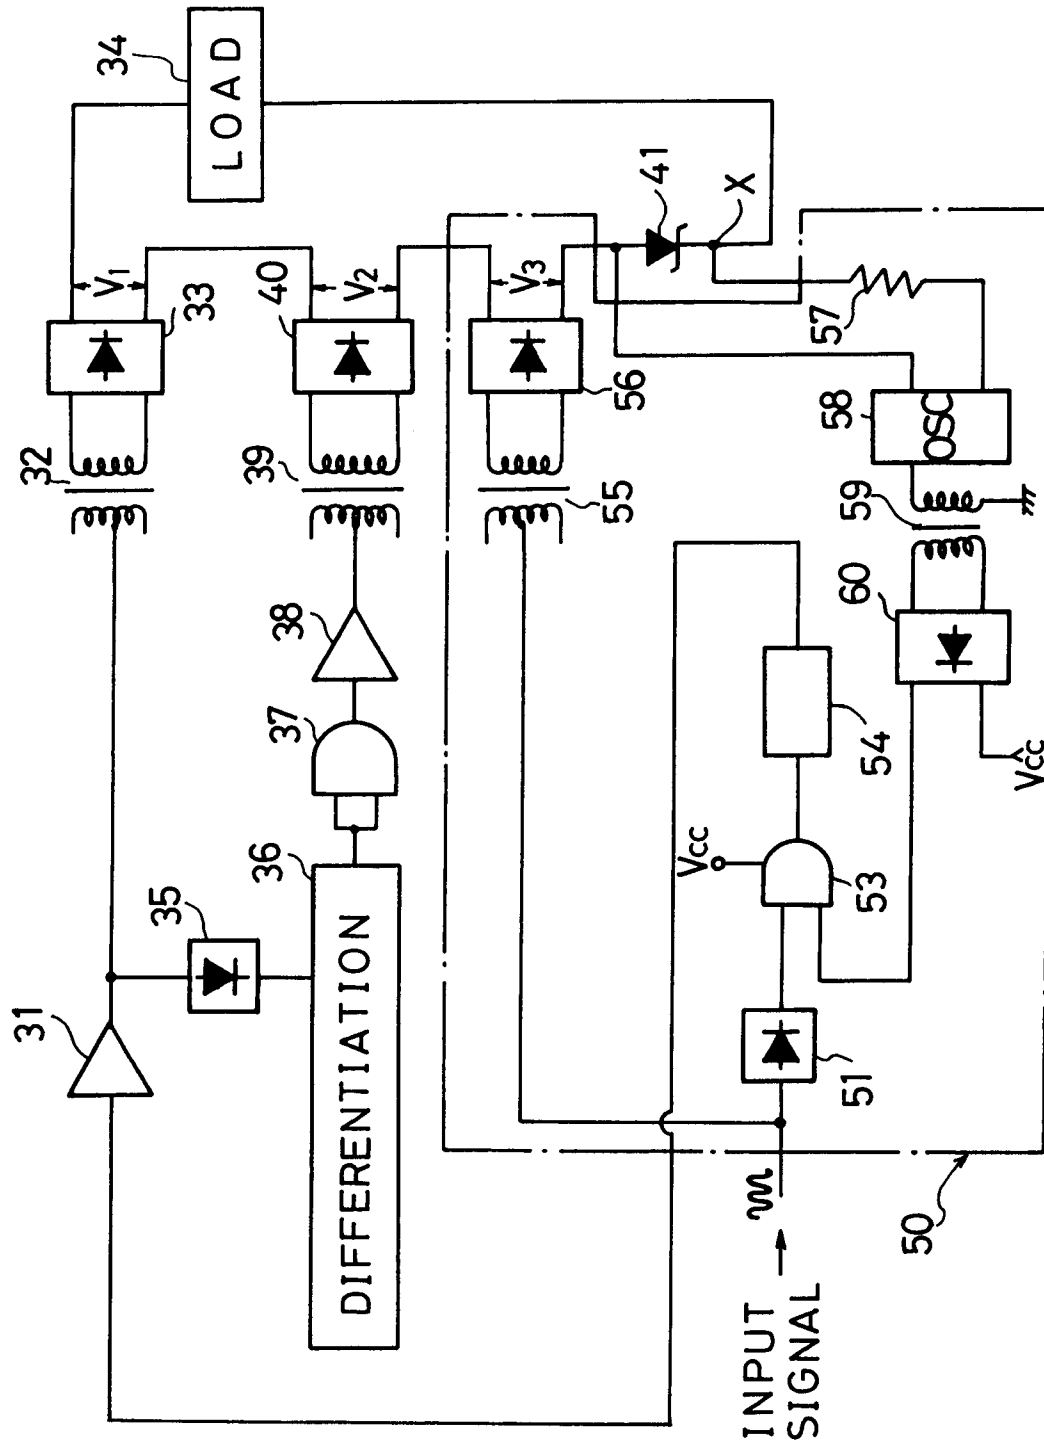 31
32
33
V1
34
LOAD
35
36
DIFFERENTIATION
37
38
39
40
V2
V3
41
X
55
56
57
58
OSC
59
60
Vcc
Vcc
53
54
51
50
INPUT
SIGNAL